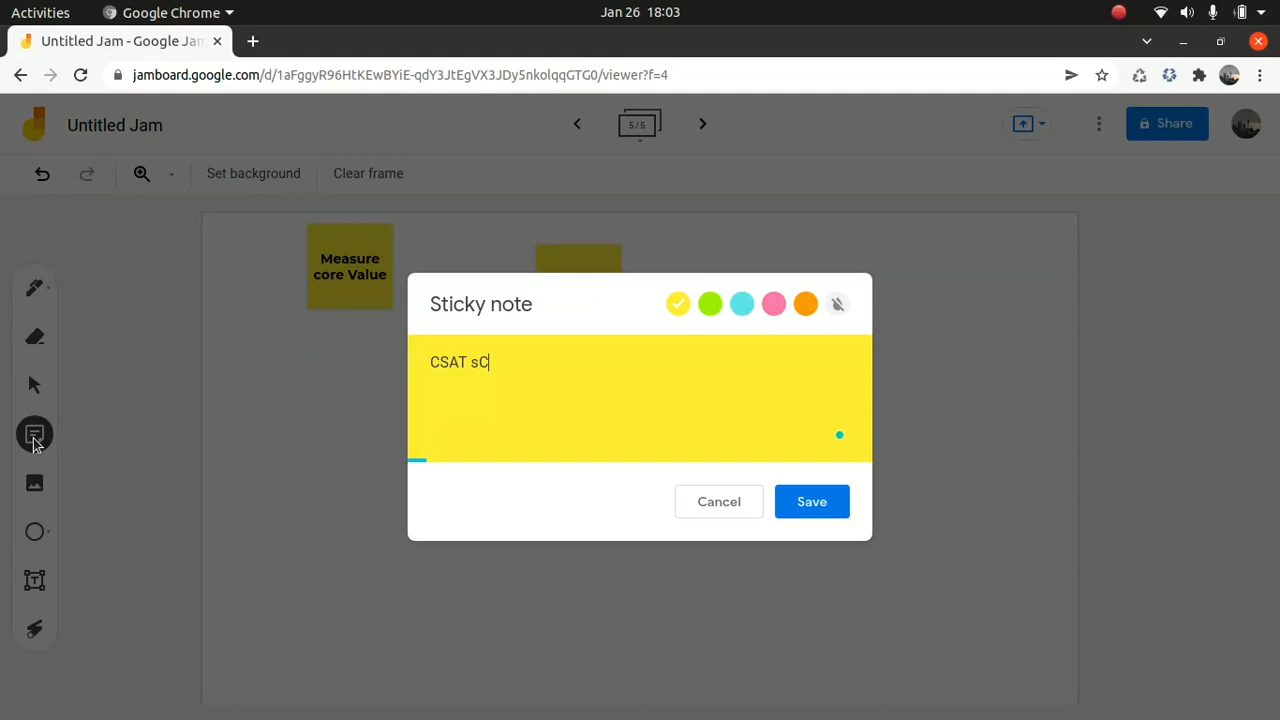 Activities
Google Chrome
Jan 26 18:03
Untitled Jam - Google Jam
jamboard.google.com/d/1aFggyR96HtKEwBYiE-qdY3JtEgVX3JDy5nkolqqGTG0/viewer?f=4
Untitled Jam
5/5
Share
Set background
Clear frame
Measure
core Value
Sticky note
CSAT sC
Cancel
Save